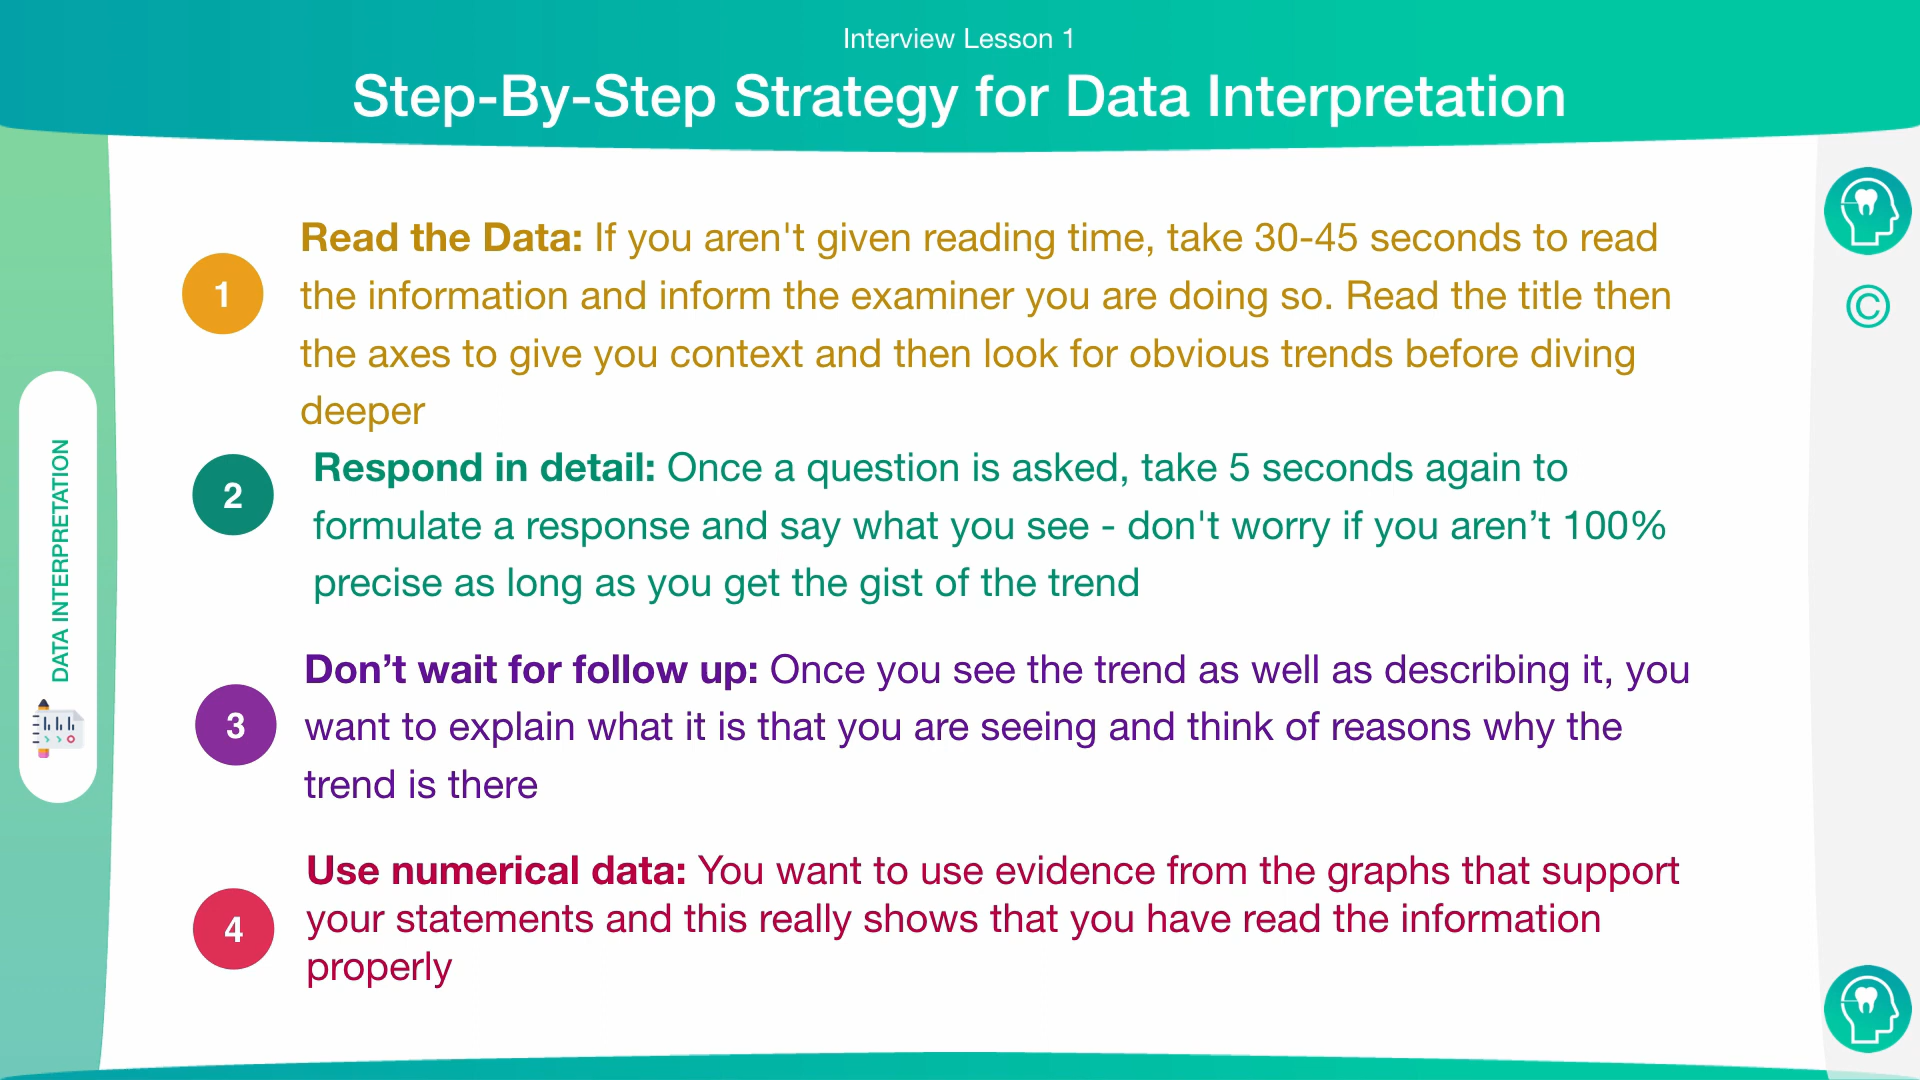 Interview Lesson 1
Step-By-Step Strategy for Data Interpretation
DATA INTERPRETATION
1
Read the Data: If you aren't given reading time, take 30-45 seconds to read
the information and inform the examiner you are doing so. Read the title then
the axes to give you context and then look for obvious trends before diving
deeper
2
Respond in detail: Once a question is asked, take 5 seconds again to
formulate a response and say what you see - don't worry if you aren’t 100%
precise as long as you get the gist of the trend
3
Don’t wait for follow up: Once you see the trend as well as describing it, you
want to explain what it is that you are seeing and think of reasons why the
trend is there
4
Use numerical data: You want to use evidence from the graphs that support
your statements and this really shows that you have read the information
properly
©